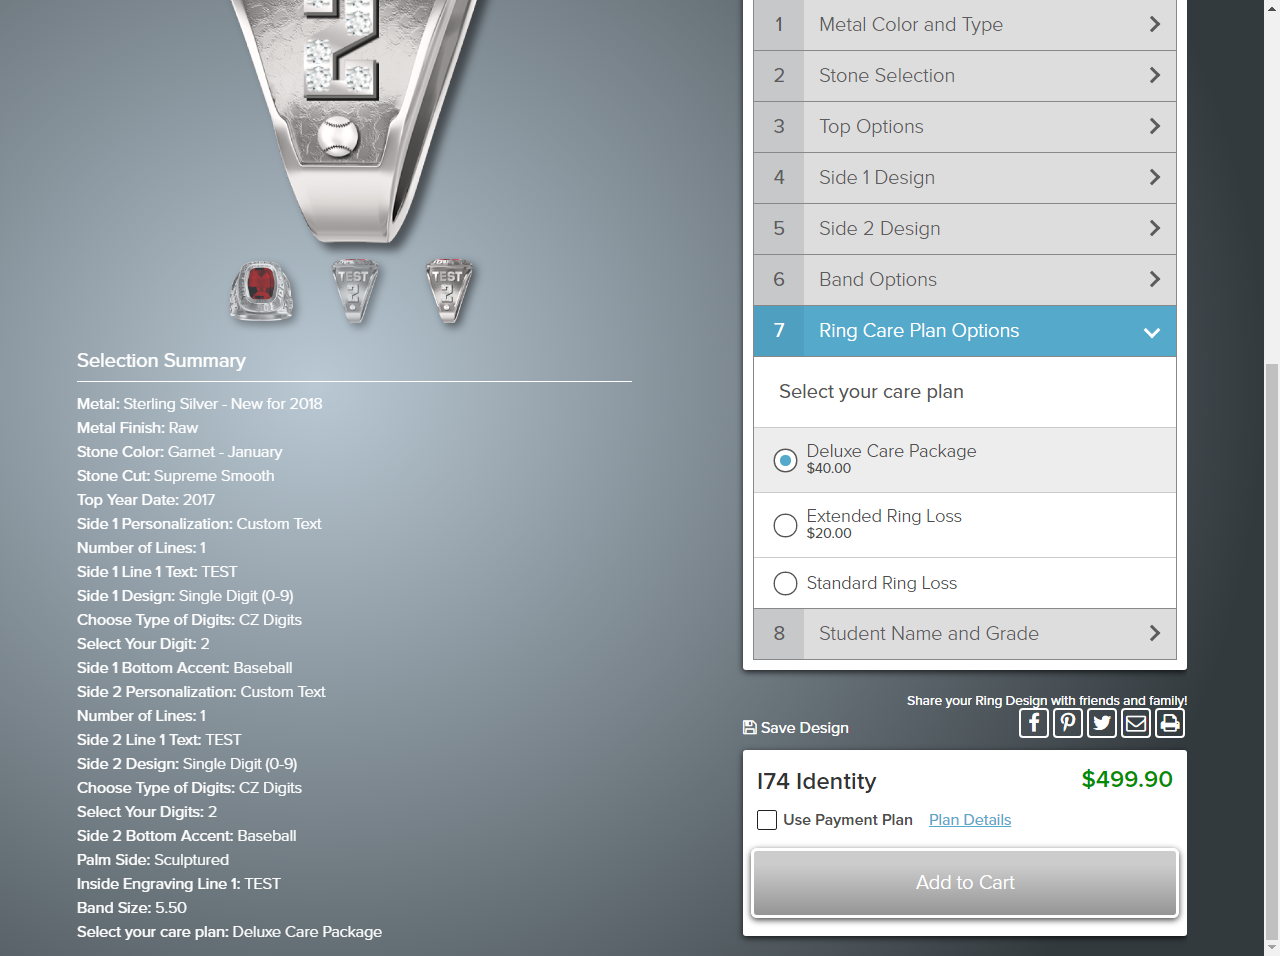 TEST
2
TEST
2
Selection Summary
Metal: Sterling Silver - New for 2018
Metal Finish: Raw
Stone Color: Garnet - January
Stone Cut: Supreme Smooth
Top Year Date: 2017
Side 1 Personalization: Custom Text
Number of Lines: 1
Side 1 Line 1 Text: TEST
Side 1 Design: Single Digit (0-9)
Choose Type of Digits: CZ Digits
Select Your Digit: 2
Side 1 Bottom Accent: Baseball
Side 2 Personalization: Custom Text
Number of Lines: 1
Side 2 Line 1 Text: TEST
Side 2 Design: Single Digit (0-9)
Choose Type of Digits: CZ Digits
Select Your Digits: 2
Side 2 Bottom Accent: Baseball
Palm Side: Sculptured
Inside Engraving Line 1: TEST
Band Size: 5.50
Select your care plan: Deluxe Care Package
1 Metal Color and Type
2 Stone Selection
3 Top Options
4 Side 1 Design
5 Side 2 Design
6 Band Options
7 Ring Care Plan Options
Select your care plan
Deluxe Care Package
$40.00
Extended Ring Loss
$20.00
Standard Ring Loss
8 Student Name and Grade
Share your Ring Design with friends and family!
Save Design
I74 Identity $499.90
Use Payment Plan Plan Details
Add to Cart